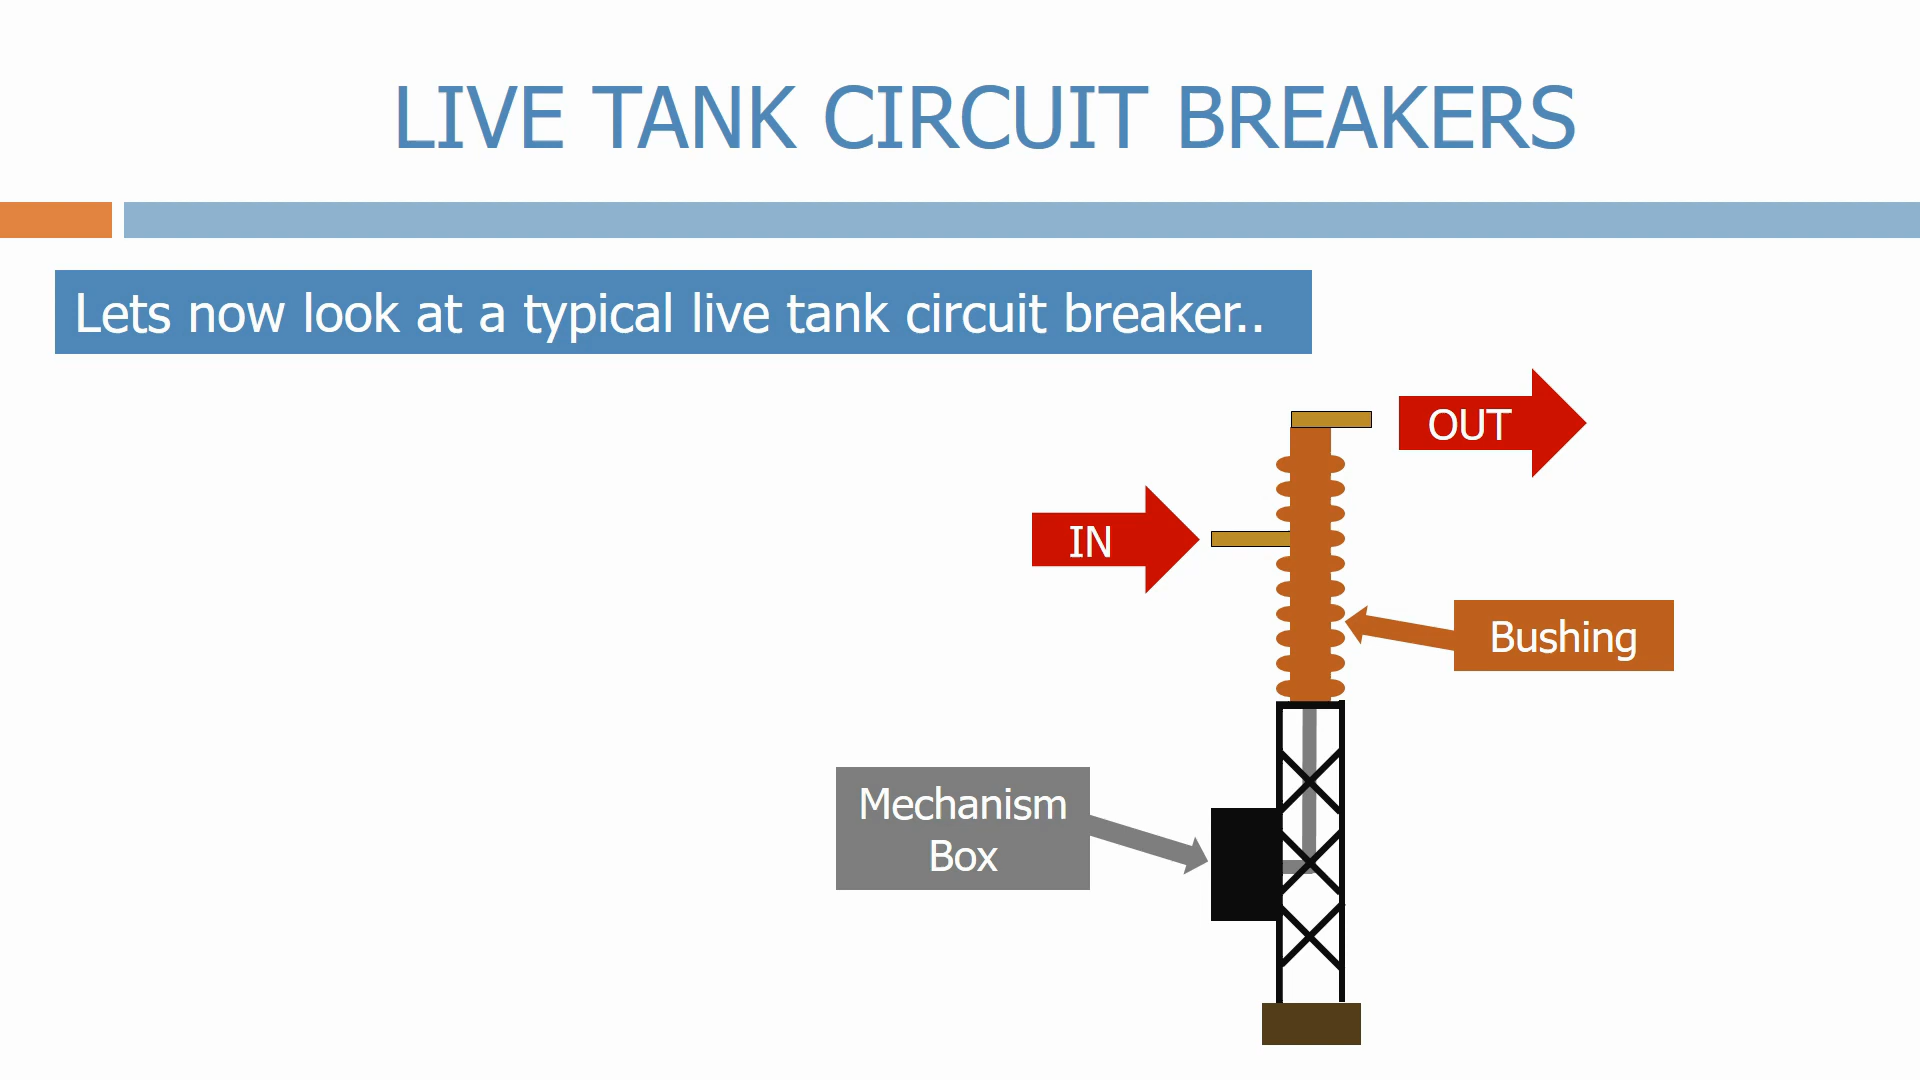 LIVE TANK CIRCUIT BREAKERS
Lets now look at a typical live tank circuit breaker..
OUT
IN
Bushing
Mechanism
Box